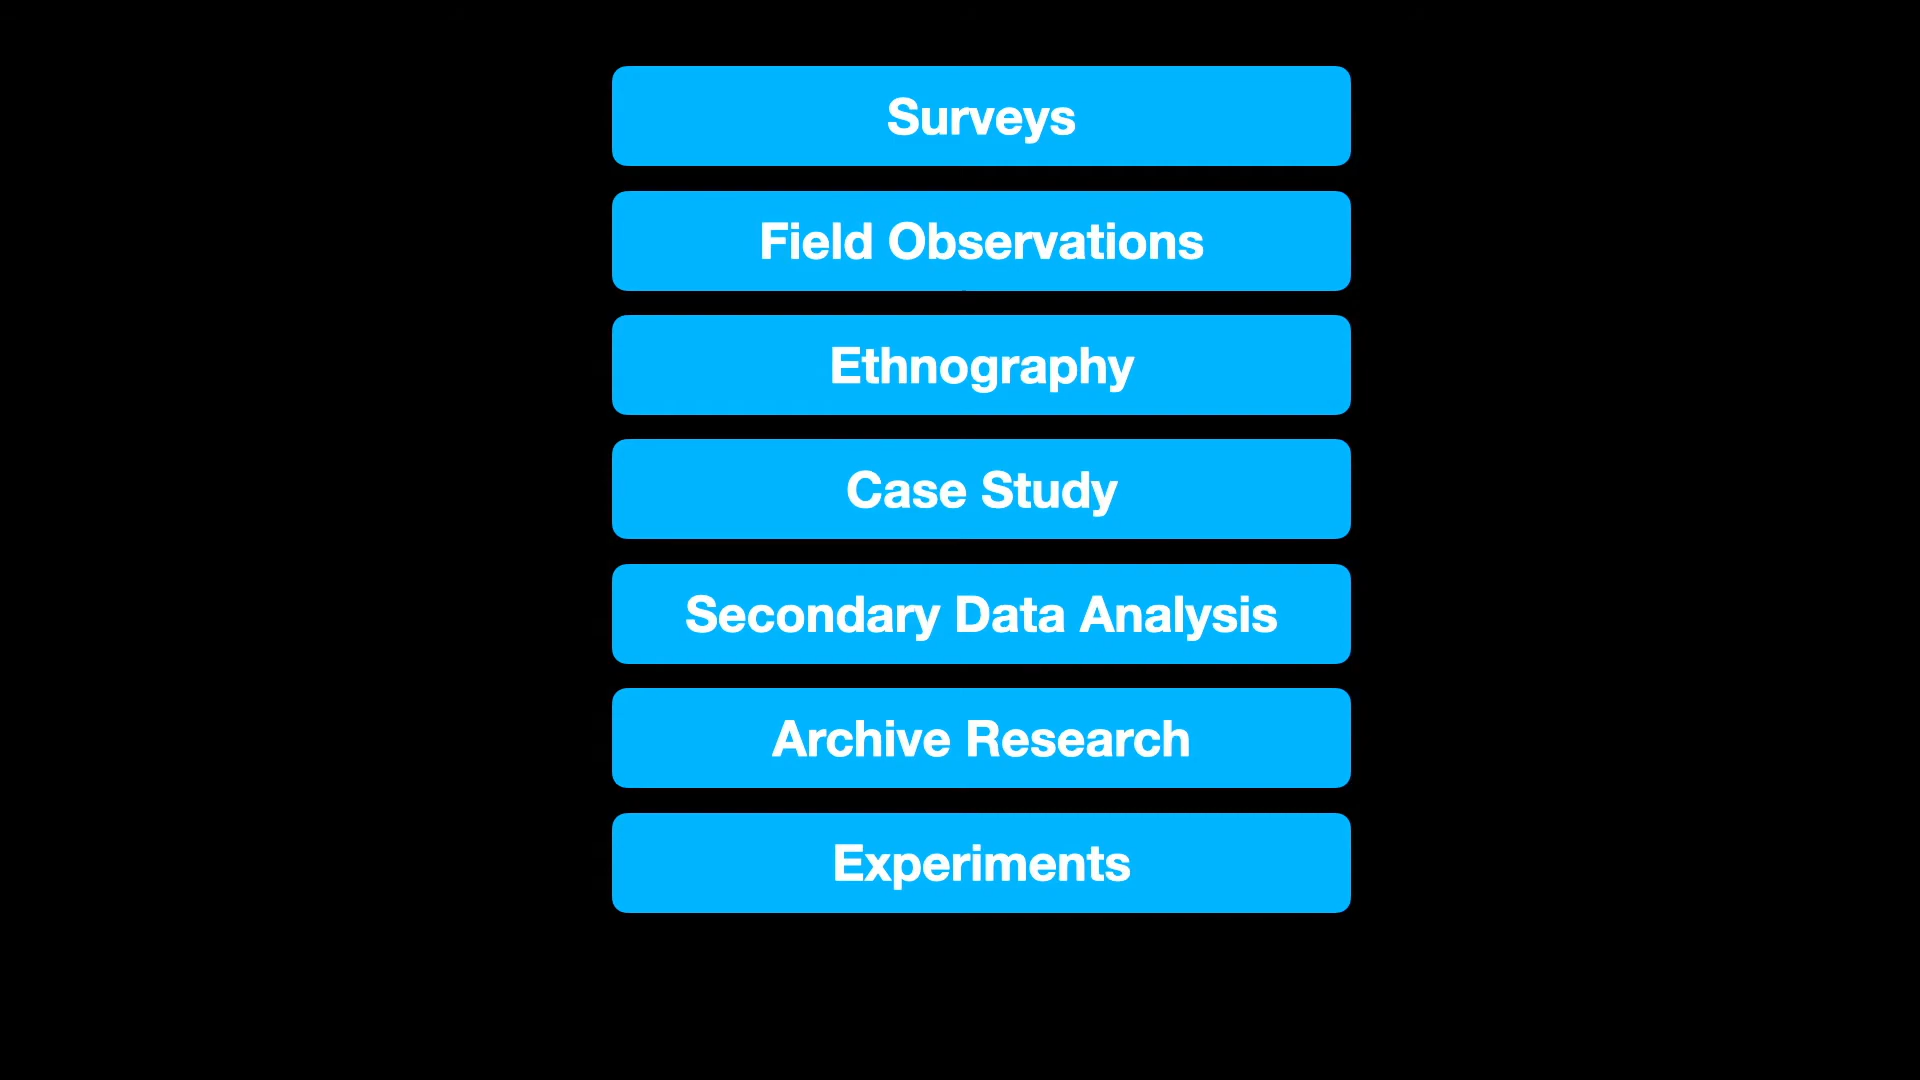 Surveys
Field Observations
Ethnography
Case Study
Secondary Data Analysis
Archive Research
Experiments